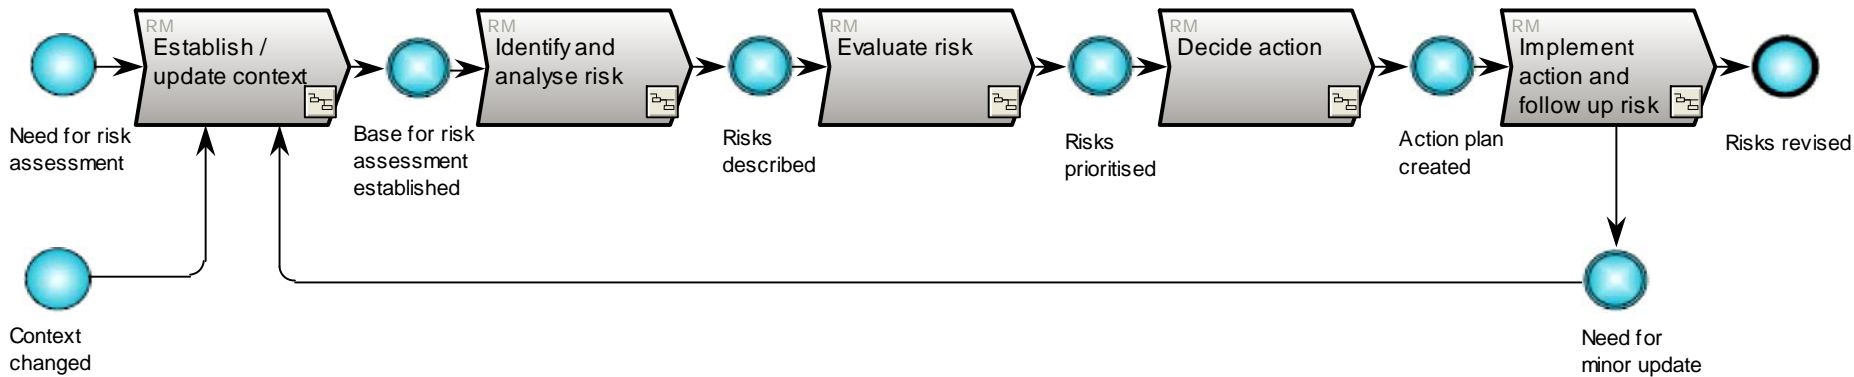 RM
Establish /
update context
RM
Identify and
analyse risk
RM
Evaluate risk
RM
Decide action
RM
Implement
action and
follow up risk
Need for risk
assessment
Base for risk
assessment
established
Risks
described
Risks
prioritised
Action plan
created
Risks revised
Context
changed
Need for
minor update